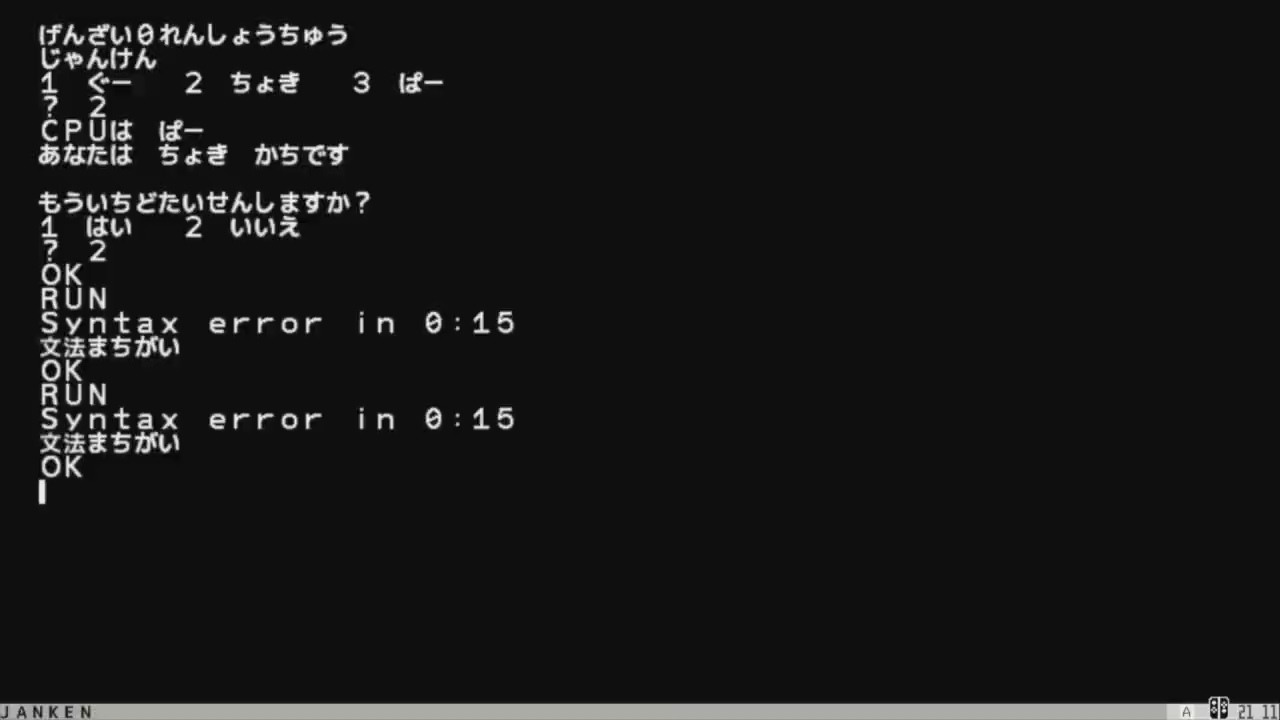 げんざい0れんしょうちゅう
じゃんけん
1 ぐー  2 ちょき  3 ぱー
? 2
CPUは ぱー
あなたは ちょき かちです
もういちどたいせんしますか?
1 はい  2 いいえ
? 2
OK
RUN
Syntax error in 0:15
文法まちがい
OK
RUN
Syntax error in 0:15
文法まちがい
OK
JANKEN
A 21 11